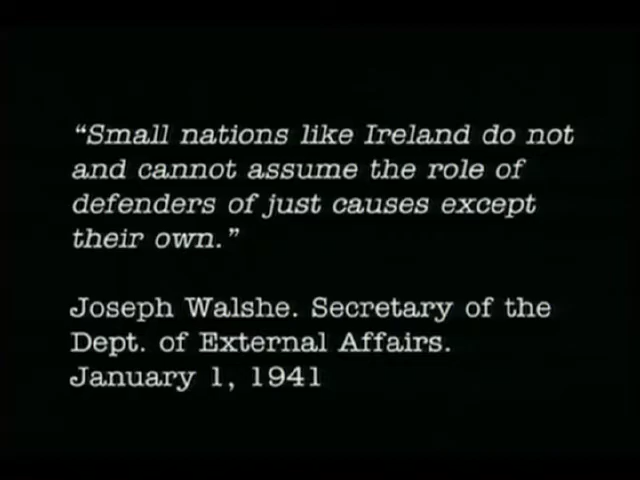 “Small nations like Ireland do not
and cannot assume the role of
defenders of just causes except
their own.”
Joseph Walshe. Secretary of the
Dept. of External Affairs.
January 1, 1941